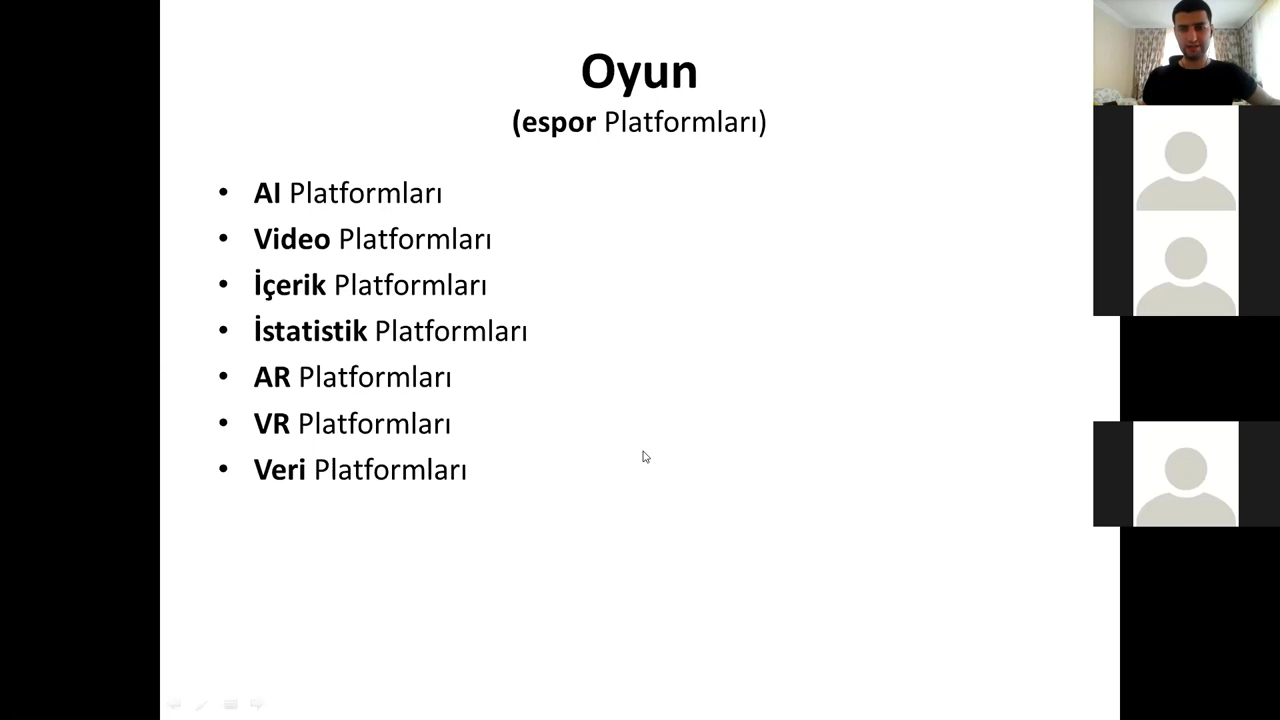 Oyun
(espor Platformları)
• AI Platformları
• Video Platformları
• İçerik Platformları
• İstatistik Platformları
• AR Platformları
• VR Platformları
• Veri Platformları